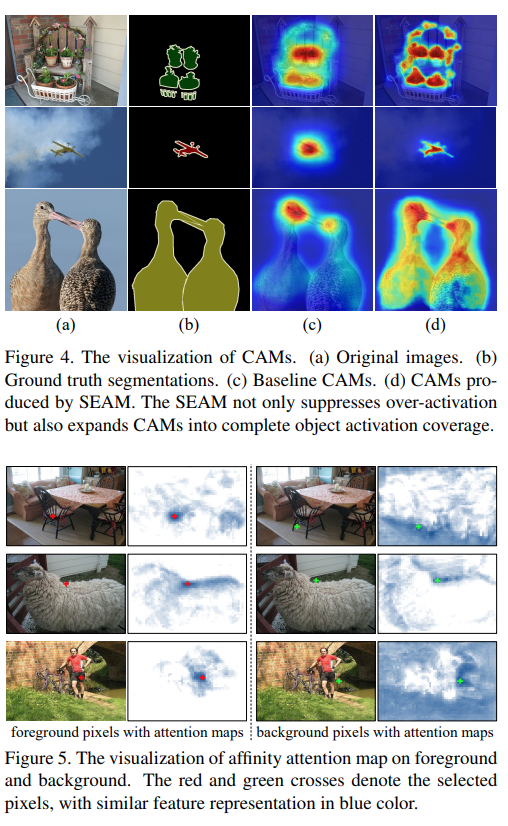 (a) (b) (c) (d)
Figure 4. The visualization of CAMs. (a) Original images. (b)
Ground truth segmentations. (c) Baseline CAMs. (d) CAMs pro-
duced by SEAM. The SEAM not only suppresses over-activation
but also expands CAMs into complete object activation coverage.
foreground pixels with attention maps background pixels with attention maps
Figure 5. The visualization of affinity attention map on foreground
and background. The red and green crosses denote the selected
pixels, with similar feature representation in blue color.